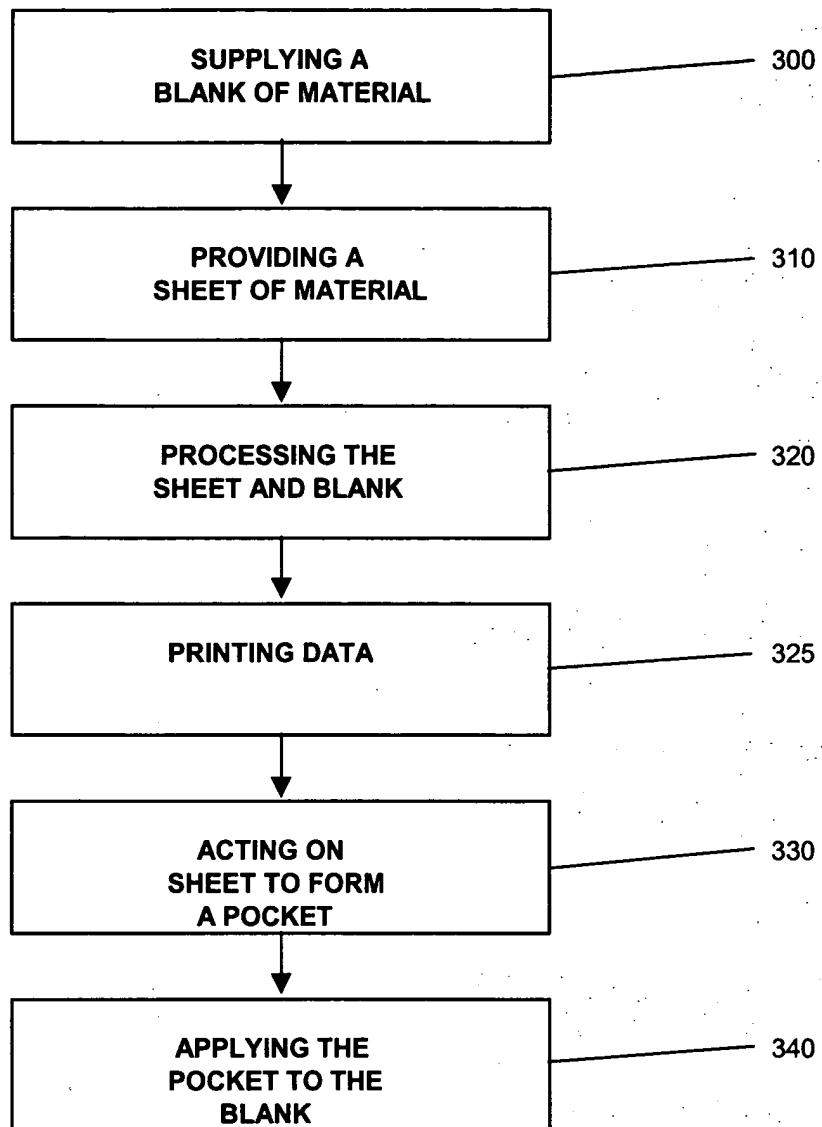 SUPPLYING A
BLANK OF MATERIAL
300
PROVIDING A
SHEET OF MATERIAL
310
PROCESSING THE
SHEET AND BLANK
320
PRINTING DATA
325
ACTING ON
SHEET TO FORM
A POCKET
330
APPLYING THE
POCKET TO THE
BLANK
340